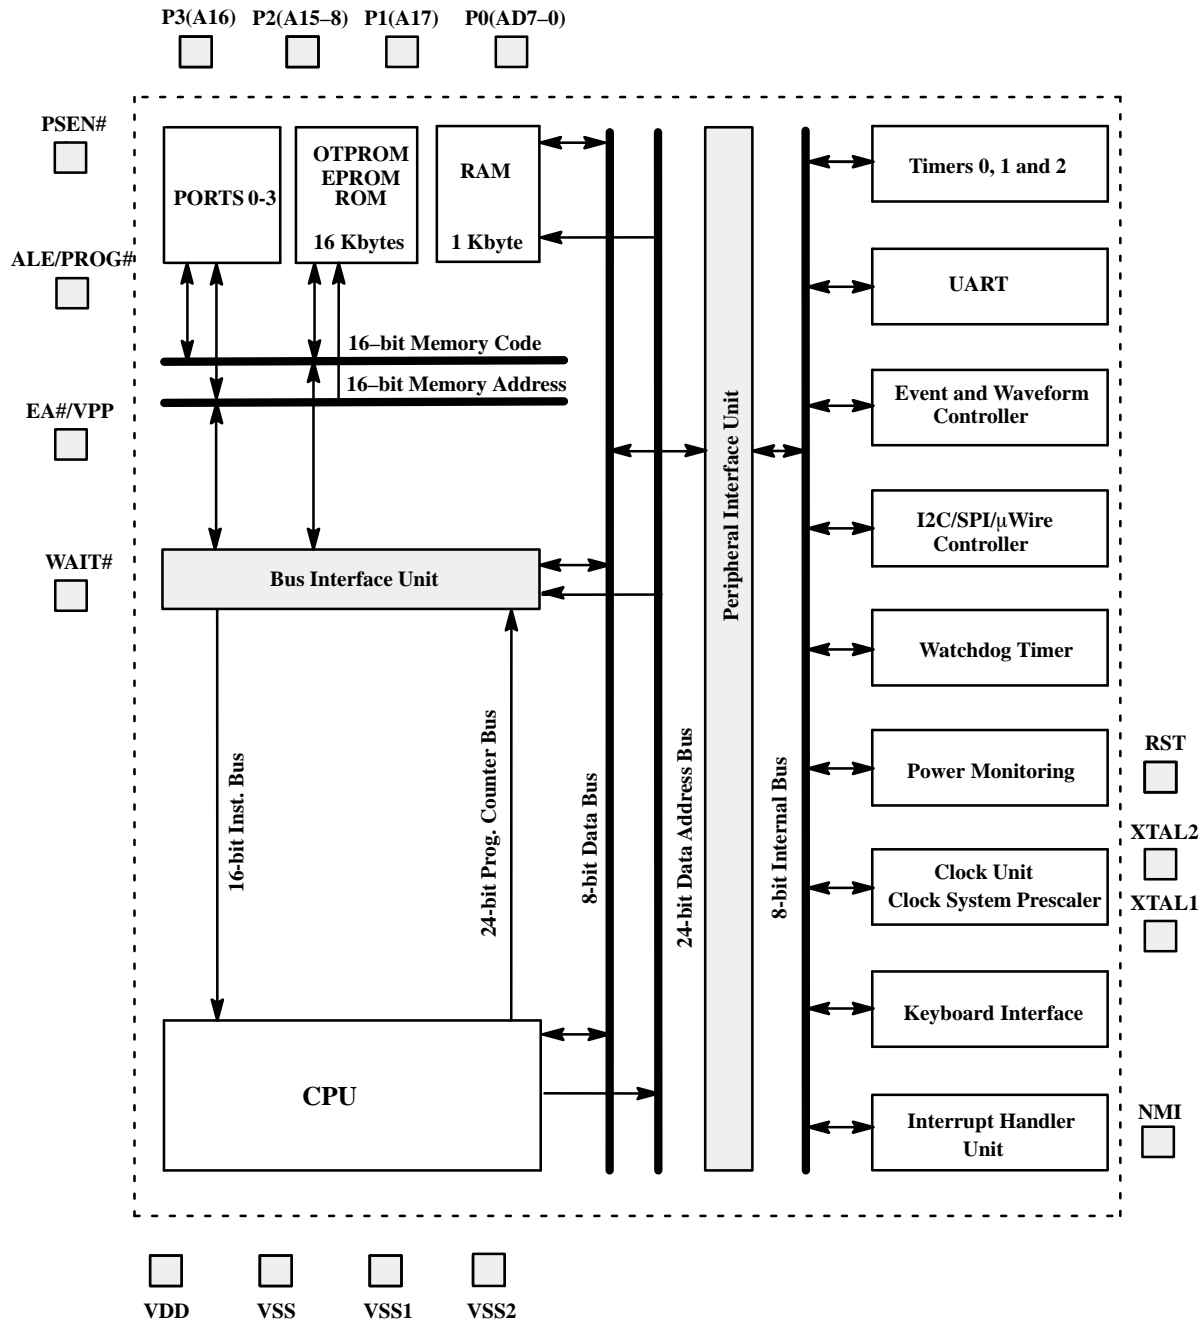 P3(A16) P2(A15–8) P1(A17) P0(AD7–0)
PSEN#
ALE/PROG#
EA#/VPP
WAIT#
PORTS 0-3
OTPROM
EPROM
ROM
16 Kbytes
RAM
1 Kbyte
16–bit Memory Code
16–bit Memory Address
Bus Interface Unit
16-bit Inst. Bus
24-bit Prog. Counter Bus
8-bit Data Bus
24-bit Data Address Bus
Peripheral Interface Unit
8-bit Internal Bus
CPU
Timers 0, 1 and 2
UART
Event and Waveform
Controller
I2C/SPI/μWire
Controller
Watchdog Timer
Power Monitoring
Clock Unit
Clock System Prescaler
Keyboard Interface
Interrupt Handler
Unit
RST
XTAL2
XTAL1
NMI
VDD VSS VSS1 VSS2